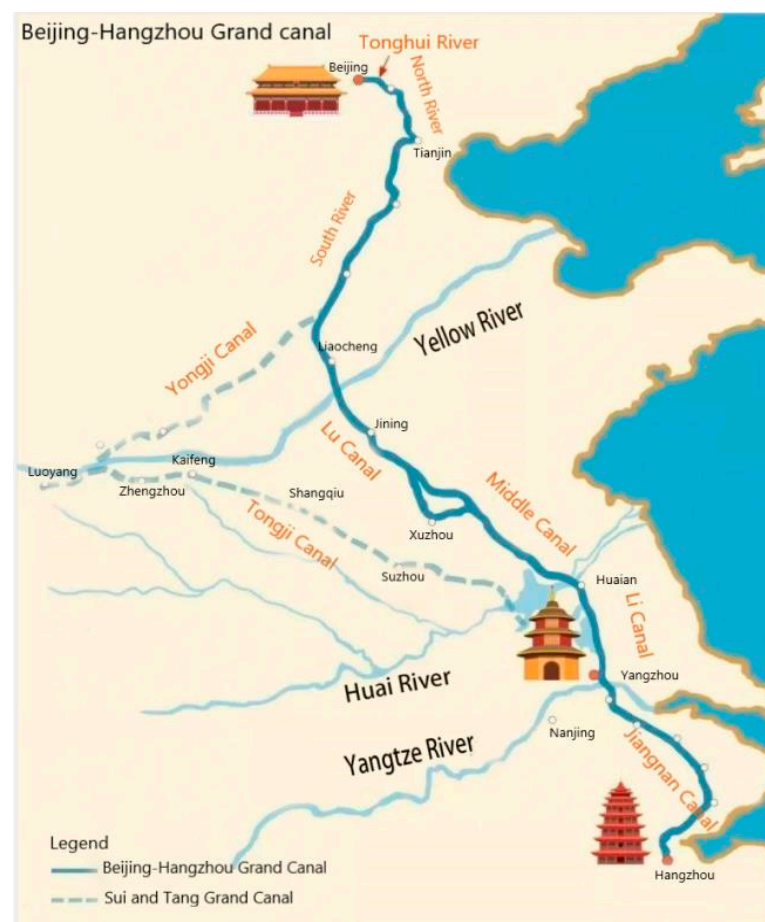 Beijing-Hangzhou Grand canal
Tonghui River
Beijing
North River
Tianjin
South River
Yellow River
Liaocheng
Yongji Canal
Jining
Lu Canal
Kaifeng
Luoyang
Zhengzhou
Shangqiu
Middle Canal
Tongji Canal
Xuzhou
Suzhou
Huaian
Li Canal
Huai River
Yangzhou
Nanjing
Yangtze River
Jiangnan Canal
Hangzhou
Legend
Beijing-Hangzhou Grand Canal
Sui and Tang Grand Canal